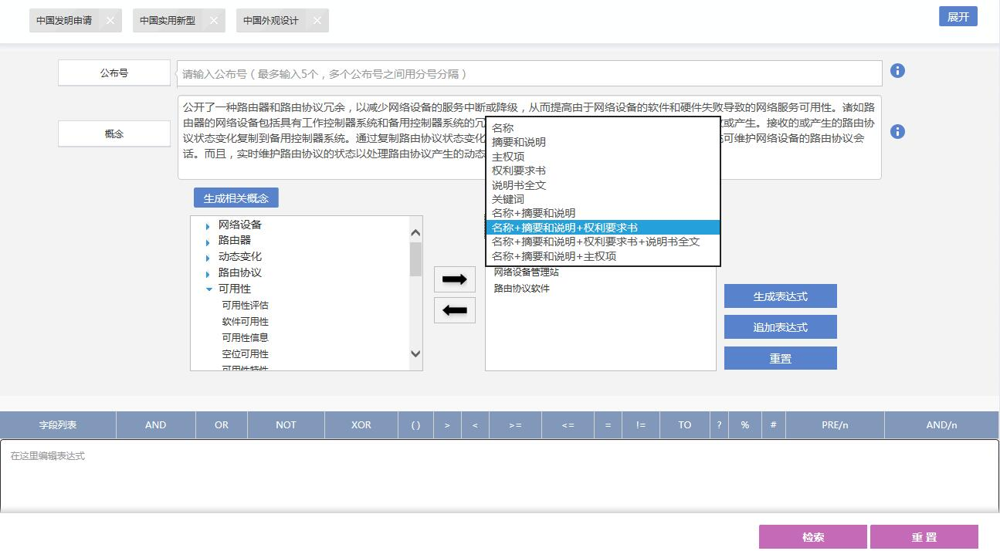 中国发明申请 × 中国实用新型 × 中国外观设计 × 展开
公布号 请输入公布号（最多输入5个，多个公布号之间用分号分隔）
概念
公开了一种路由器和路由协议冗余，以减少网络设备的服务中断或降级，从而提高由于网络设备的软件和硬件失败导致的网络服务可用性。诸如路
由器的网络设备包括具有工作控制器系统和备用控制器系统的冗 或产生。接收的或产生的路由协
议状态变化复制到备用控制器系统。通过复制路由协议状态变化 可维护网络设备的路由协议会
话。而且，实时维护路由协议的状态以处理路由协议产生的动态
名称
摘要和说明
主权项
权利要求书
说明书全文
关键词
名称+摘要和说明
名称+摘要和说明+权利要求书
名称+摘要和说明+权利要求书+说明书全文
名称+摘要和说明+主权项
生成相关概念
网络设备
路由器
动态变化
路由协议
可用性
可用性评估
软件可用性
可用性信息
空位可用性
网络设备管理站
路由协议软件
生成表达式
追加表达式
重置
字段列表 AND OR NOT XOR ( ) > < >= <= = != TO ? % # PRE/n AND/n
在这里编辑表达式
检索 重 置